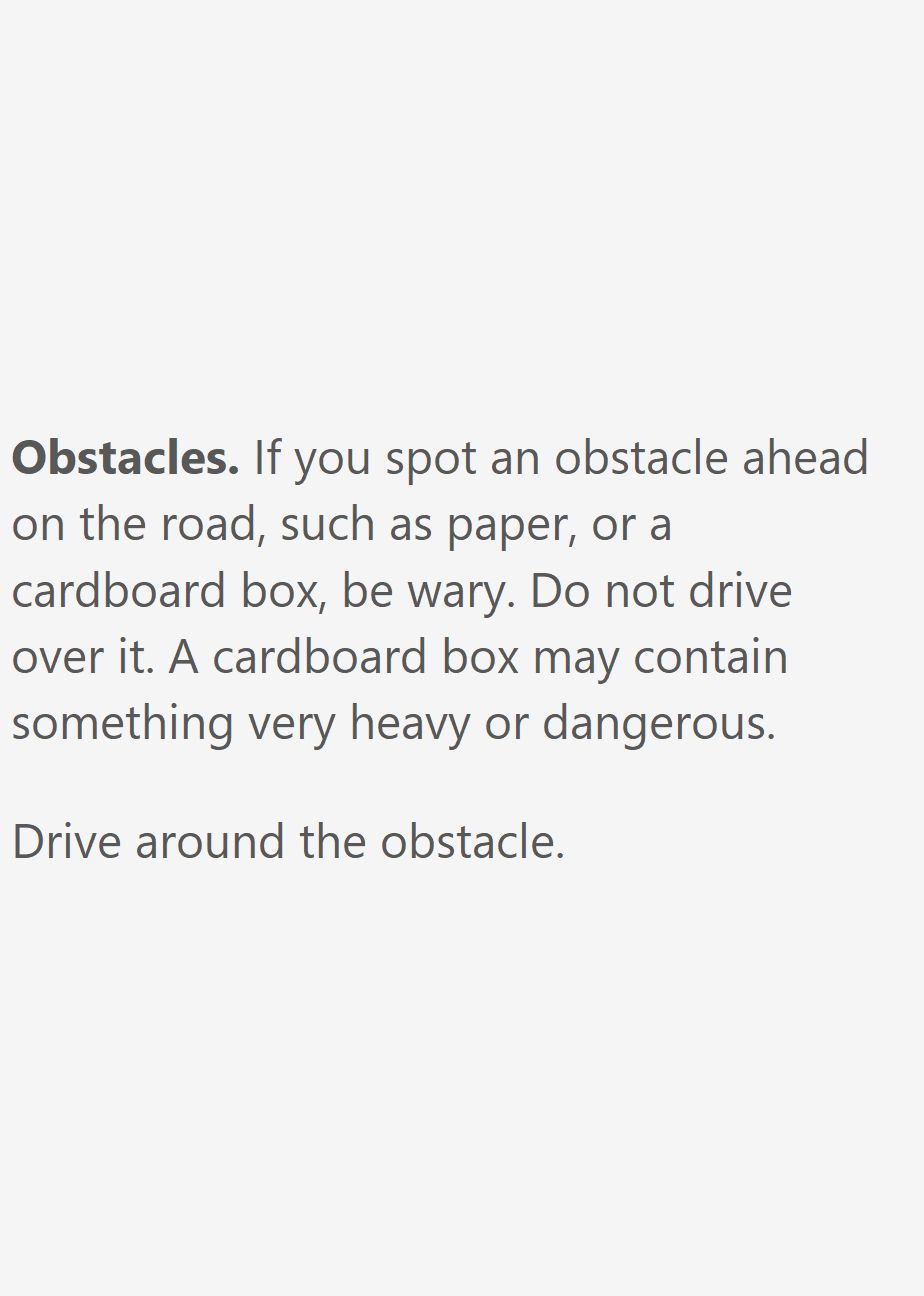 Obstacles. If you spot an obstacle ahead
on the road, such as paper, or a
cardboard box, be wary. Do not drive
over it. A cardboard box may contain
something very heavy or dangerous.
Drive around the obstacle.